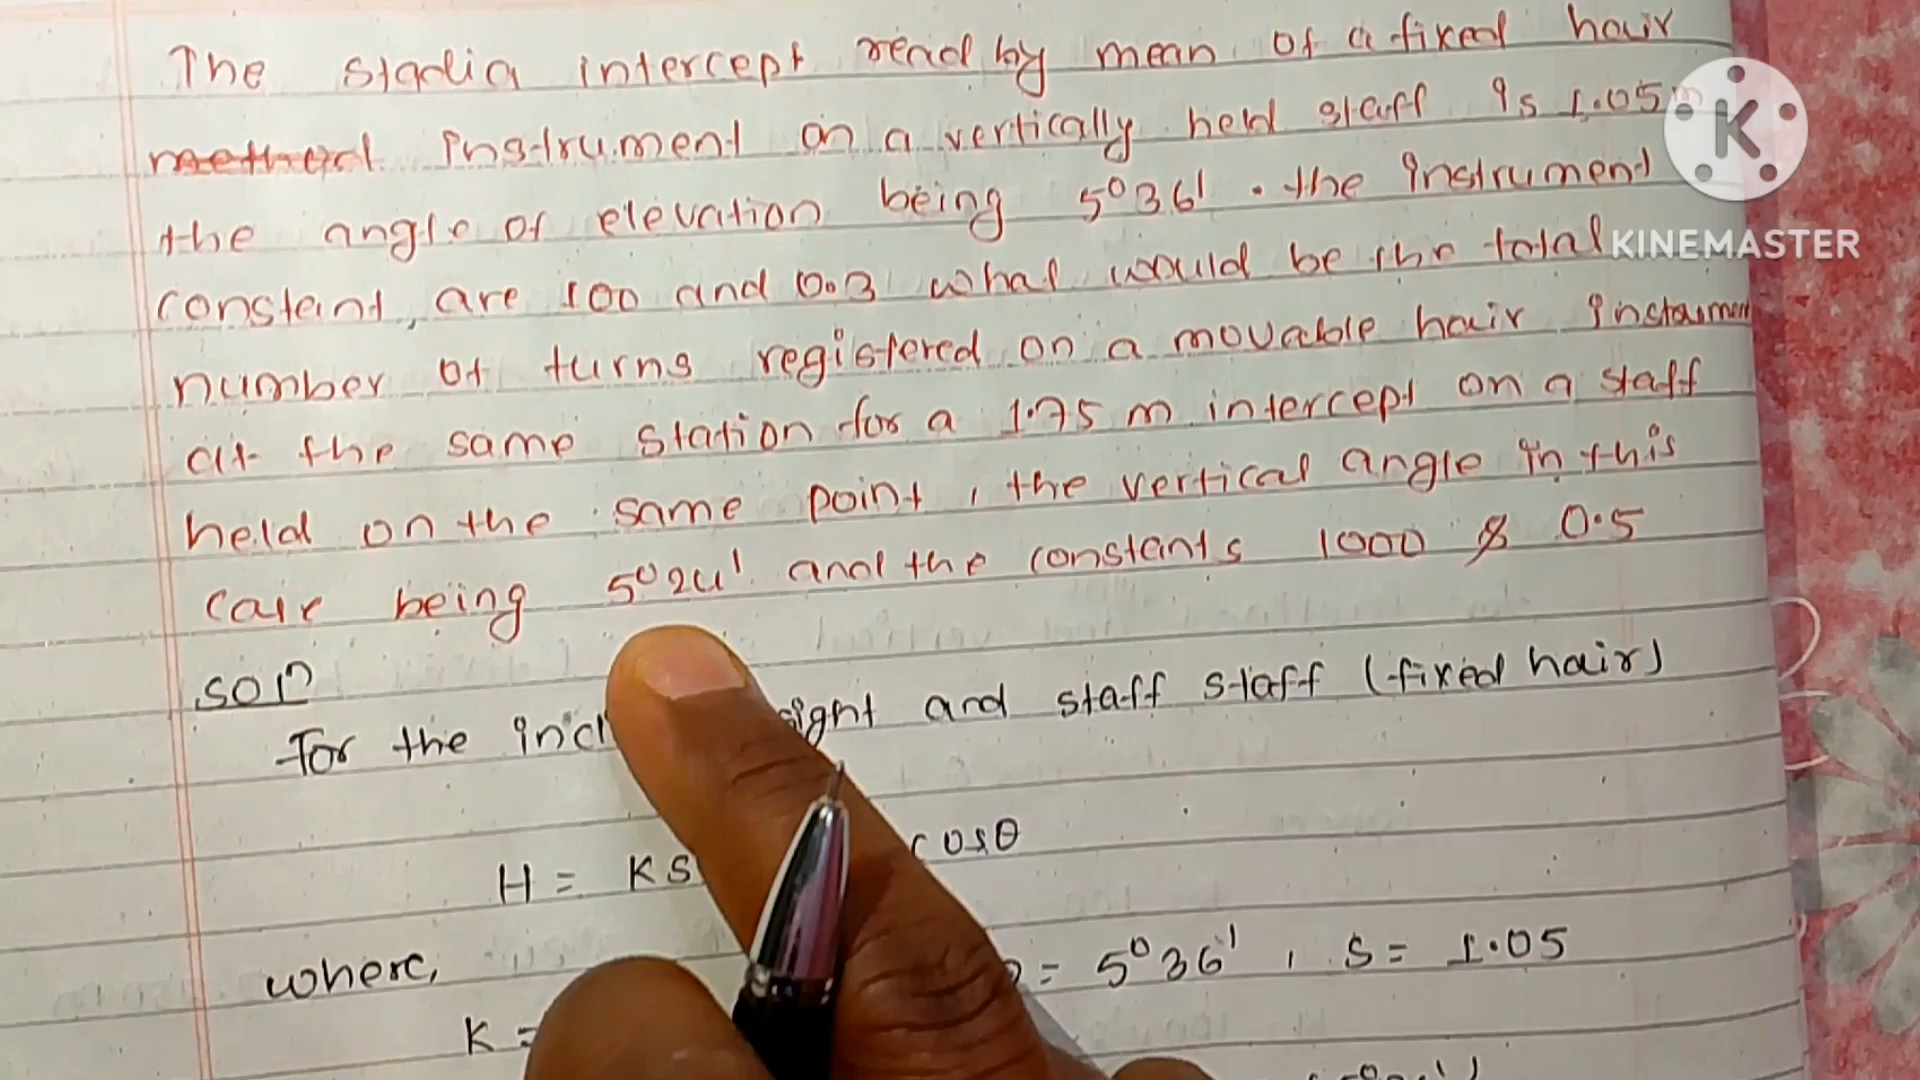 The stadia intercept read by mean of a fixed hair
method instrument on a vertically held staff is 1.05m
the angle of elevation being 5°36'. the instrument
constant, are 100 and 0.3 what would be the total
number of turns registered on a movable hair
at the same station for a 1.75 m intercept on a staff
held on the same point, the vertical angle in this
case being 5°24' and the constants 1000 & 0.5
Soln
For the sight and staff staff (fixed hair)
H = KS cosθ
where, = 5°36', S = 1.05
K =
KINEMASTER